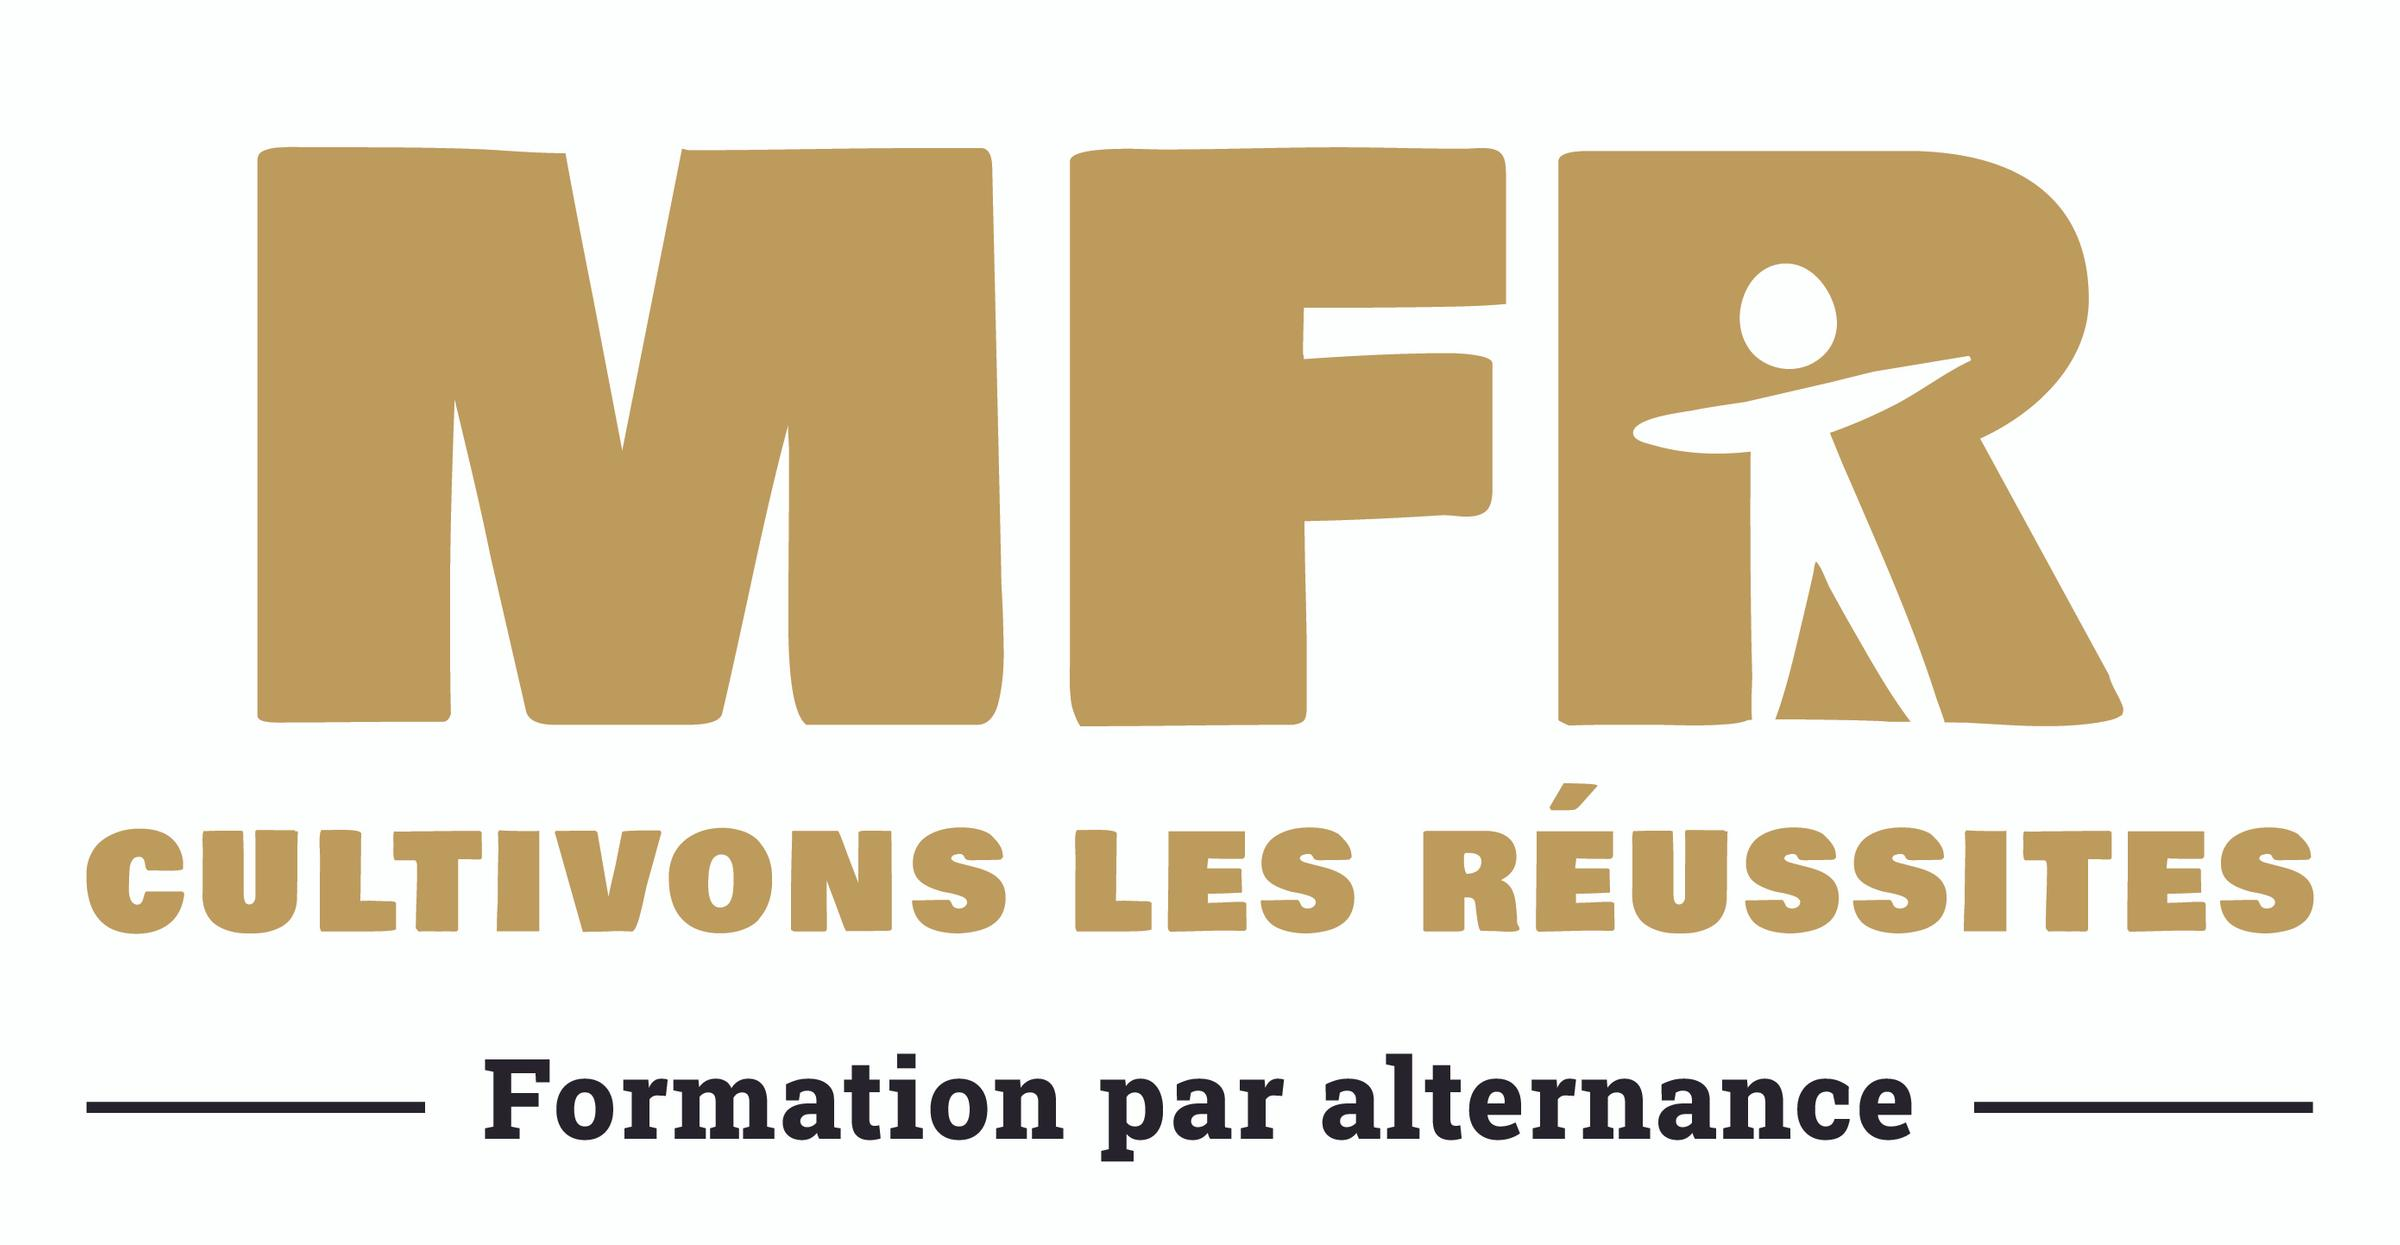 MFR
CULTIVONS LES RÉUSSITES
Formation par alternance